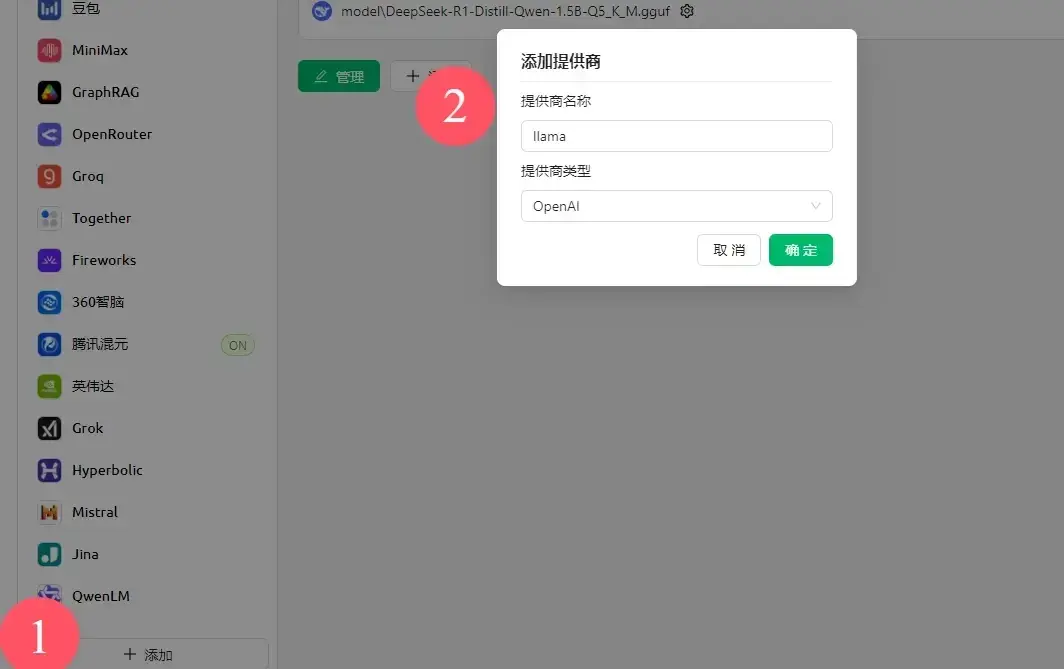 豆包
MiniMax
GraphRAG
OpenRouter
Groq
Together
Fireworks
360智脑
腾讯混元
ON
英伟达
Grok
Hyperbolic
Mistral
Jina
QwenLM
1
添加
model\DeepSeek-R1-Distill-Qwen-1.5B-Q5_K_M.gguf
管理
2
添加提供商
提供商名称
llama
提供商类型
OpenAI
取 消
确 定